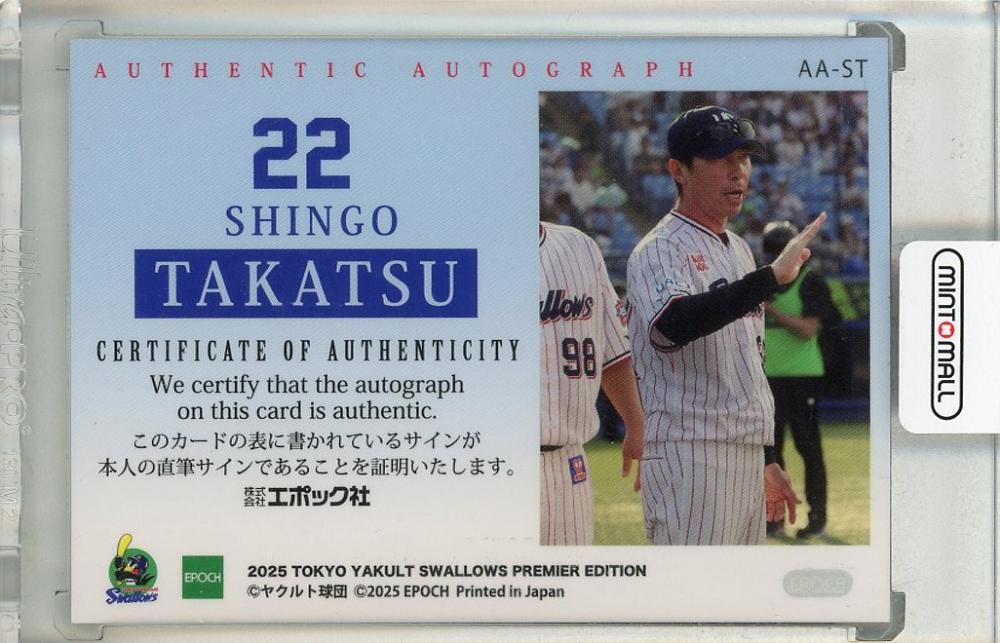 AUTHENTIC AUTOGRAPH
AA-ST
22
SHINGO
TAKATSU
CERTIFICATE OF AUTHENTICITY
We certify that the autograph
on this card is authentic.
このカードの表に書かれているサインが
本人の直筆サインであることを証明いたします。
株式会社エポック社
Swallows
EPOCH
2025 TOKYO YAKULT SWALLOWS PREMIER EDITION
©ヤクルト球団 ©2025 EPOCH Printed in Japan
EPOCH
98
MINT MALL
UltraPRO